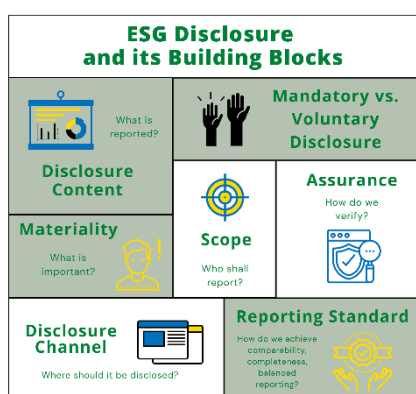 ESG Disclosure
and its Building Blocks
What is
reported?
Disclosure
Content
Mandatory vs.
Voluntary
Disclosure
Materiality
What is
important?
Scope
Who shall
report?
Assurance
How do we
verify?
Disclosure
Channel
Where should it be disclosed?
Reporting Standard
How do we achieve
comparability,
completeness,
balanced
reporting?